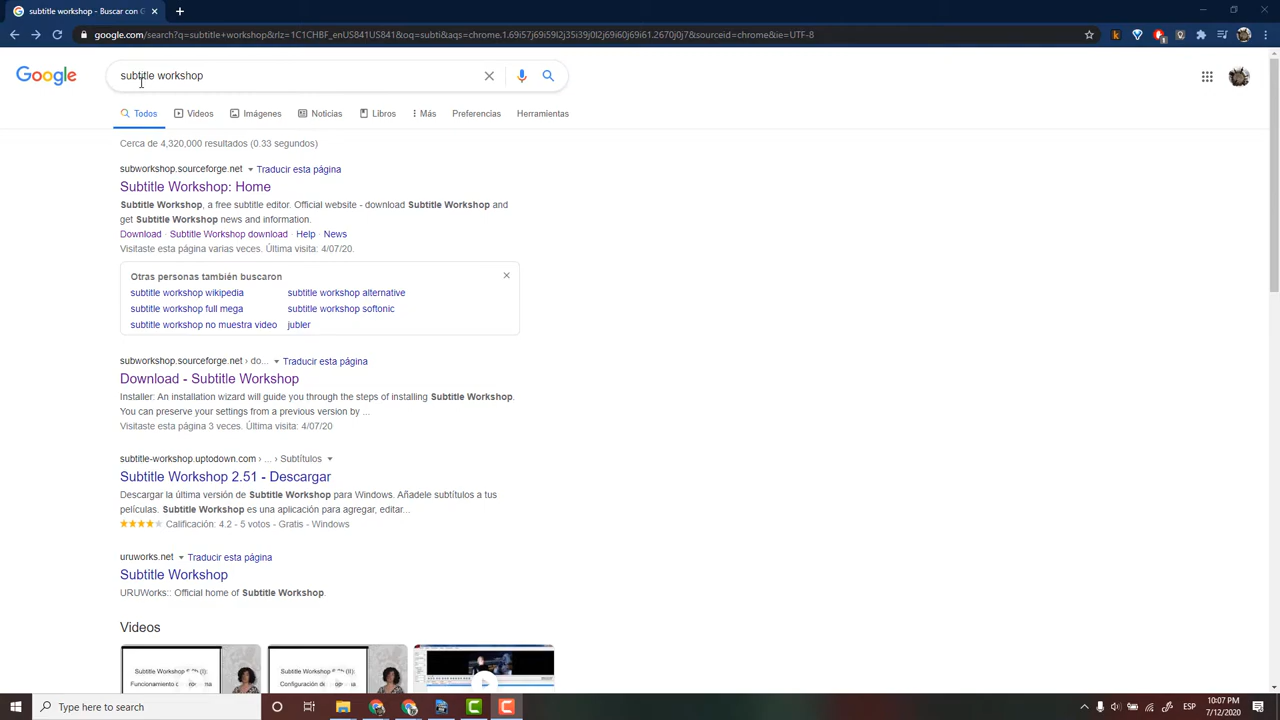 subtitle workshop - Buscar con G
google.com/search?q=subtitle+workshop&rlz=1C1CHBF_enUS841US841&oq=subti&aqs=chrome.1.69i57j69i59l2j35i39j0l2j69i60j69i61.2670j0j7&sourceid=chrome&ie=UTF-8
Google
subtitle workshop
Todos
Videos
Imágenes
Noticias
Libros
Más
Preferencias
Herramientas
Cerca de 4,320,000 resultados (0.33 segundos)
subworkshop.sourceforge.net Traducir esta página
Subtitle Workshop: Home
Subtitle Workshop, a free subtitle editor. Official website - download Subtitle Workshop and
get Subtitle Workshop news and information.
Download · Subtitle Workshop download · Help · News
Visitaste esta página varias veces. Última visita: 4/07/20.
Otras personas también buscaron
subtitle workshop wikipedia
subtitle workshop alternative
subtitle workshop full mega
subtitle workshop softonic
subtitle workshop no muestra video
jubler
subworkshop.sourceforge.net › do... Traducir esta página
Download - Subtitle Workshop
Installer: An installation wizard will guide you through the steps of installing Subtitle Workshop.
You can preserve your settings from a previous version by ...
Visitaste esta página 3 veces. Última visita: 4/07/20
subtitle-workshop.uptodown.com › ... › Subtítulos
Subtitle Workshop 2.51 - Descargar
Descargar la última versión de Subtitle Workshop para Windows. Añadele subtítulos a tus
películas. Subtitle Workshop es una aplicación para agregar, editar...
Calificación: 4.2 - 5 votos - Gratis - Windows
uruworks.net Traducir esta página
Subtitle Workshop
URUWorks:: Official home of Subtitle Workshop.
Videos
Subtitle Workshop
Funcionamiento
Subtitle Workshop (II)
Configuración de
Type here to search
ESP
10:07 PM
7/12/2020